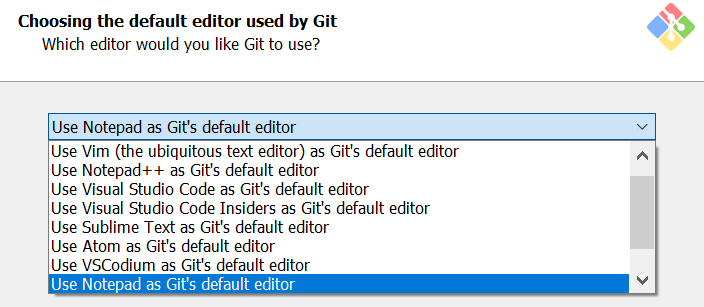 Choosing the default editor used by Git
Which editor would you like Git to use?
Use Notepad as Git's default editor
Use Vim (the ubiquitous text editor) as Git's default editor
Use Notepad++ as Git's default editor
Use Visual Studio Code as Git's default editor
Use Visual Studio Code Insiders as Git's default editor
Use Sublime Text as Git's default editor
Use Atom as Git's default editor
Use VSCodium as Git's default editor
Use Notepad as Git's default editor